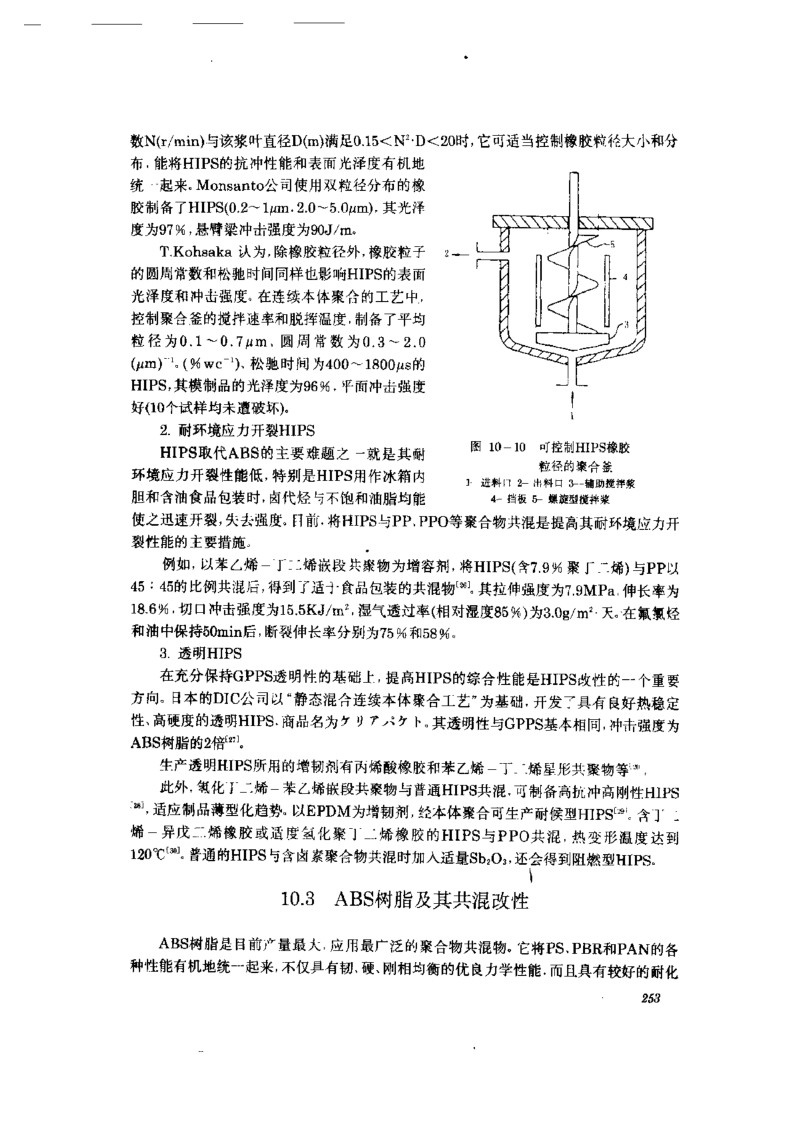 数N(r/min)与该浆叶直径D(m)满足0.15<N²·D<20时,它可适当控制橡胶粒径大小和分
布,能将HIPS的抗冲性能和表面光泽度有机地
统一起来。Monsanto公司使用双粒径分布的橡
胶制备了HIPS(0.2~1μm,2.0~5.0μm),其光泽
度为97%,悬臂梁冲击强度为90J/m。
T.Kohsaka 认为,除橡胶粒径外,橡胶粒子
的圆周常数和松驰时间同样也影响HIPS的表面
光泽度和冲击强度。在连续本体聚合的工艺中,
控制聚合釜的搅拌速率和脱挥温度,制备了平均
粒径为0.1~0.7μm,圆周常数为0.3~2.0
(μm)⁻¹。(%wc⁻¹)、松驰时间为400~1800μs的
HIPS,其模制品的光泽度为96%,平面冲击强度
好(10个试样均未遭破坏)。
2. 耐环境应力开裂HIPS
HIPS取代ABS的主要难题之一就是其耐
环境应力开裂性能低,特别是HIPS用作冰箱内
胆和含油食品包装时,卤代烃与不饱和油脂均能
2
5
4
3
1
图 10-10 可控制HIPS橡胶
粒径的聚合釜
1- 进料口 2- 出料口 3-辅助搅拌浆
4- 挡板 5- 螺旋型搅拌浆
使之迅速开裂,失去强度。目前,将HIPS与PP,PPO等聚合物共混是提高其耐环境应力开
裂性能的主要措施。
例如,以苯乙烯-丁二烯嵌段共聚物为增容剂,将HIPS(含7.9%聚丁二烯)与PP以
45:45的比例共混后,得到了适于食品包装的共混物[26]。其拉伸强度为7.9MPa,伸长率为
18.6%,切口冲击强度为15.5KJ/m²,湿气透过率(相对湿度85%)为3.0g/m²·天。在氟氯烃
和油中保持50min后,断裂伸长率分别为75%和58%。
3. 透明HIPS
在充分保持GPPS透明性的基础上,提高HIPS的综合性能是HIPS改性的一个重要
方向。日本的DIC公司以“静态混合连续本体聚合工艺”为基础,开发了具有良好热稳定
性、高硬度的透明HIPS、商品名为ケリアパケト。其透明性与GPPS基本相同,冲击强度为
ABS树脂的2倍[27]。
生产透明HIPS所用的增韧剂有丙烯酸橡胶和苯乙烯-丁二烯星形共聚物等,
此外,氢化丁二烯-苯乙烯嵌段共聚物与普通HIPS共混,可制备高抗冲高刚性HIPS
[28],适应制品薄型化趋势。以EPDM为增韧剂,经本体聚合可生产耐候型HIPS[29]。含丁二
烯-异戊二烯橡胶或适度氢化聚丁二烯橡胶的HIPS与PPO共混,热变形温度达到
120℃[30]。普通的HIPS与含卤素聚合物共混时加入适量Sb₂O₃,还会得到阻燃型HIPS。
10.3 ABS树脂及其共混改性
ABS树脂是目前产量最大,应用最广泛的聚合物共混物。它将PS、PBR和PAN的各
种性能有机地统一起来,不仅具有韧、硬、刚相均衡的优良力学性能,而且具有较好的耐化
253